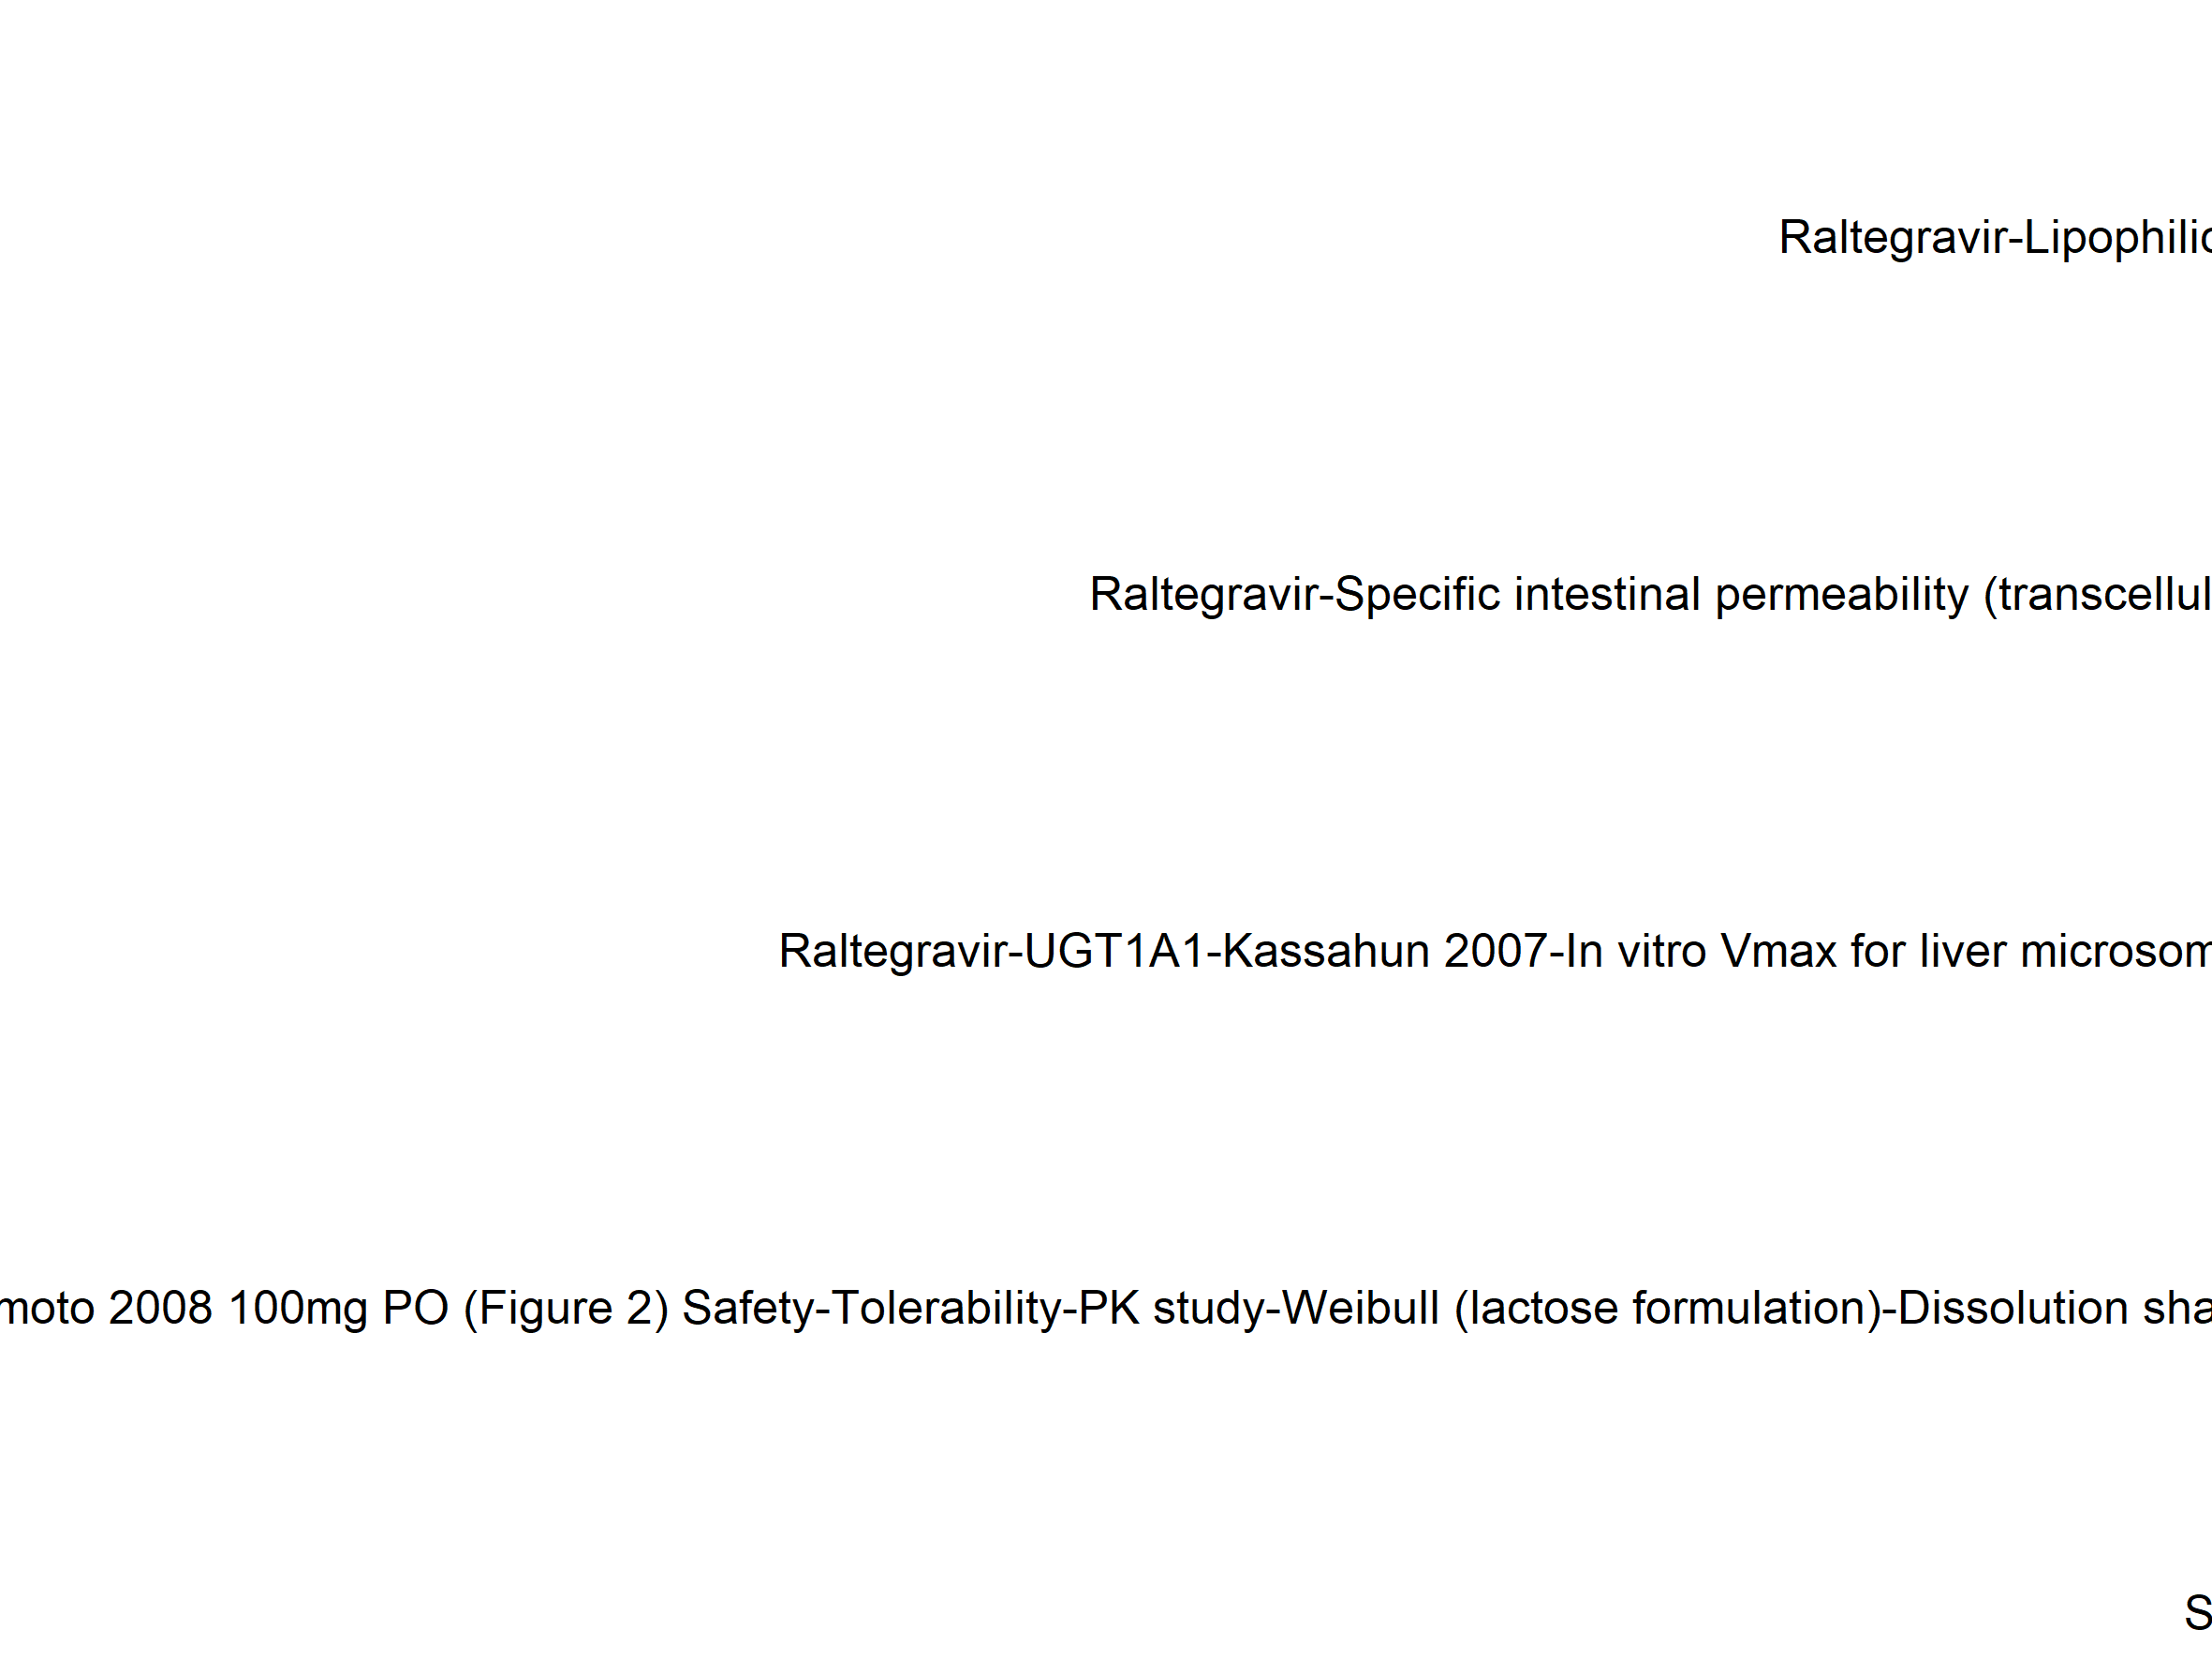 Raltegravir-Lipophilic
Raltegravir-Specific intestinal permeability (transcellul
Raltegravir-UGT1A1-Kassahun 2007-In vitro Vmax for liver microsom
moto 2008 100mg PO (Figure 2) Safety-Tolerability-PK study-Weibull (lactose formulation)-Dissolution sha
S